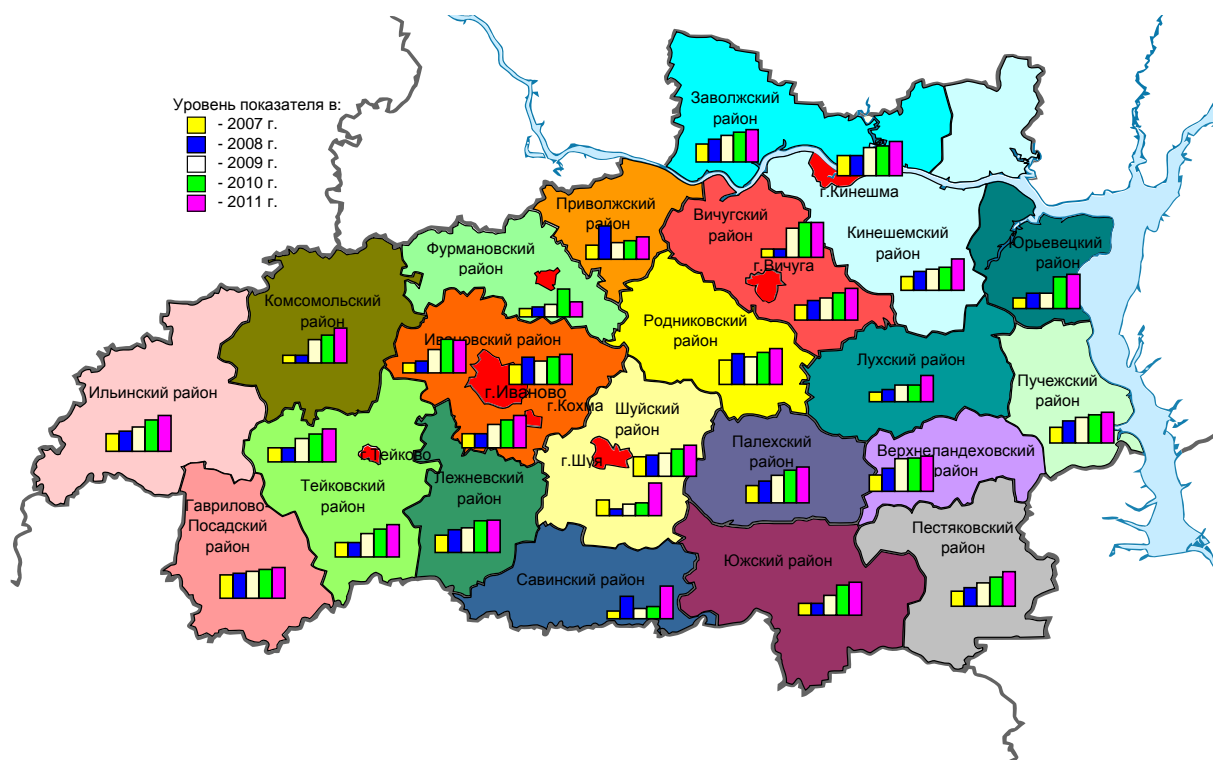 Уровень показателя в:
- 2007 г.
- 2008 г.
- 2009 г.
- 2010 г.
- 2011 г.
Заволжский
район
г.Кинешма
Приволжский
район
Вичугский
район
Кинешемский
район
Юрьевецкий
район
Фурмановский
район
г.Вичуга
Комсомольский
район
Ивановский район
Родниковский
район
Лухский район
Пучежский
район
Ильинский район
г.Иваново
г.Кохма
Шуйский
район
Палехский
район
Верхнеландеховский
район
г.Шуя
г.Тейково
Тейковский
район
Лежневский
район
Гаврилово-
Посадский
район
Пестяковский
район
Савинский район
Южский район